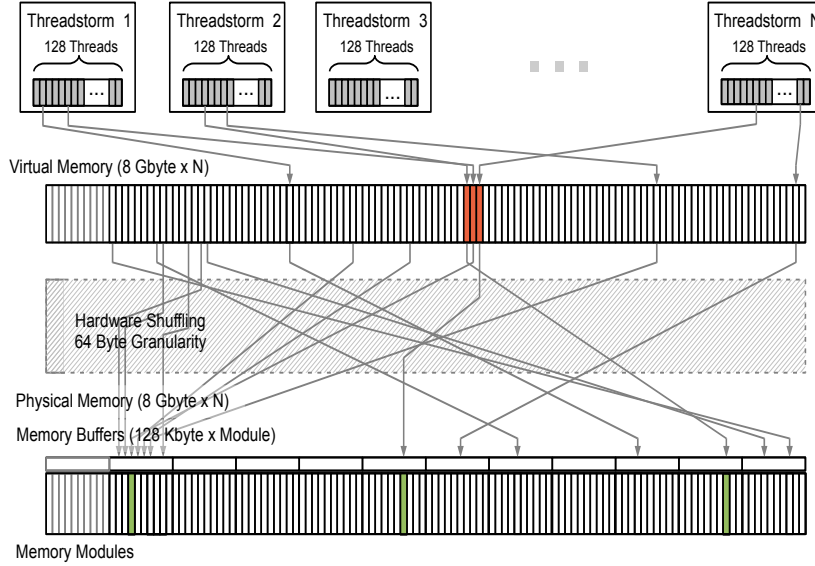 Threadstorm 1
Threadstorm 2
Threadstorm 3
Threadstorm N
128 Threads
128 Threads
128 Threads
128 Threads
...
...
...
...
Virtual Memory (8 Gbyte x N)
Hardware Shuffling
64 Byte Granularity
Physical Memory (8 Gbyte x N)
Memory Buffers (128 Kbyte x Module)
Memory Modules